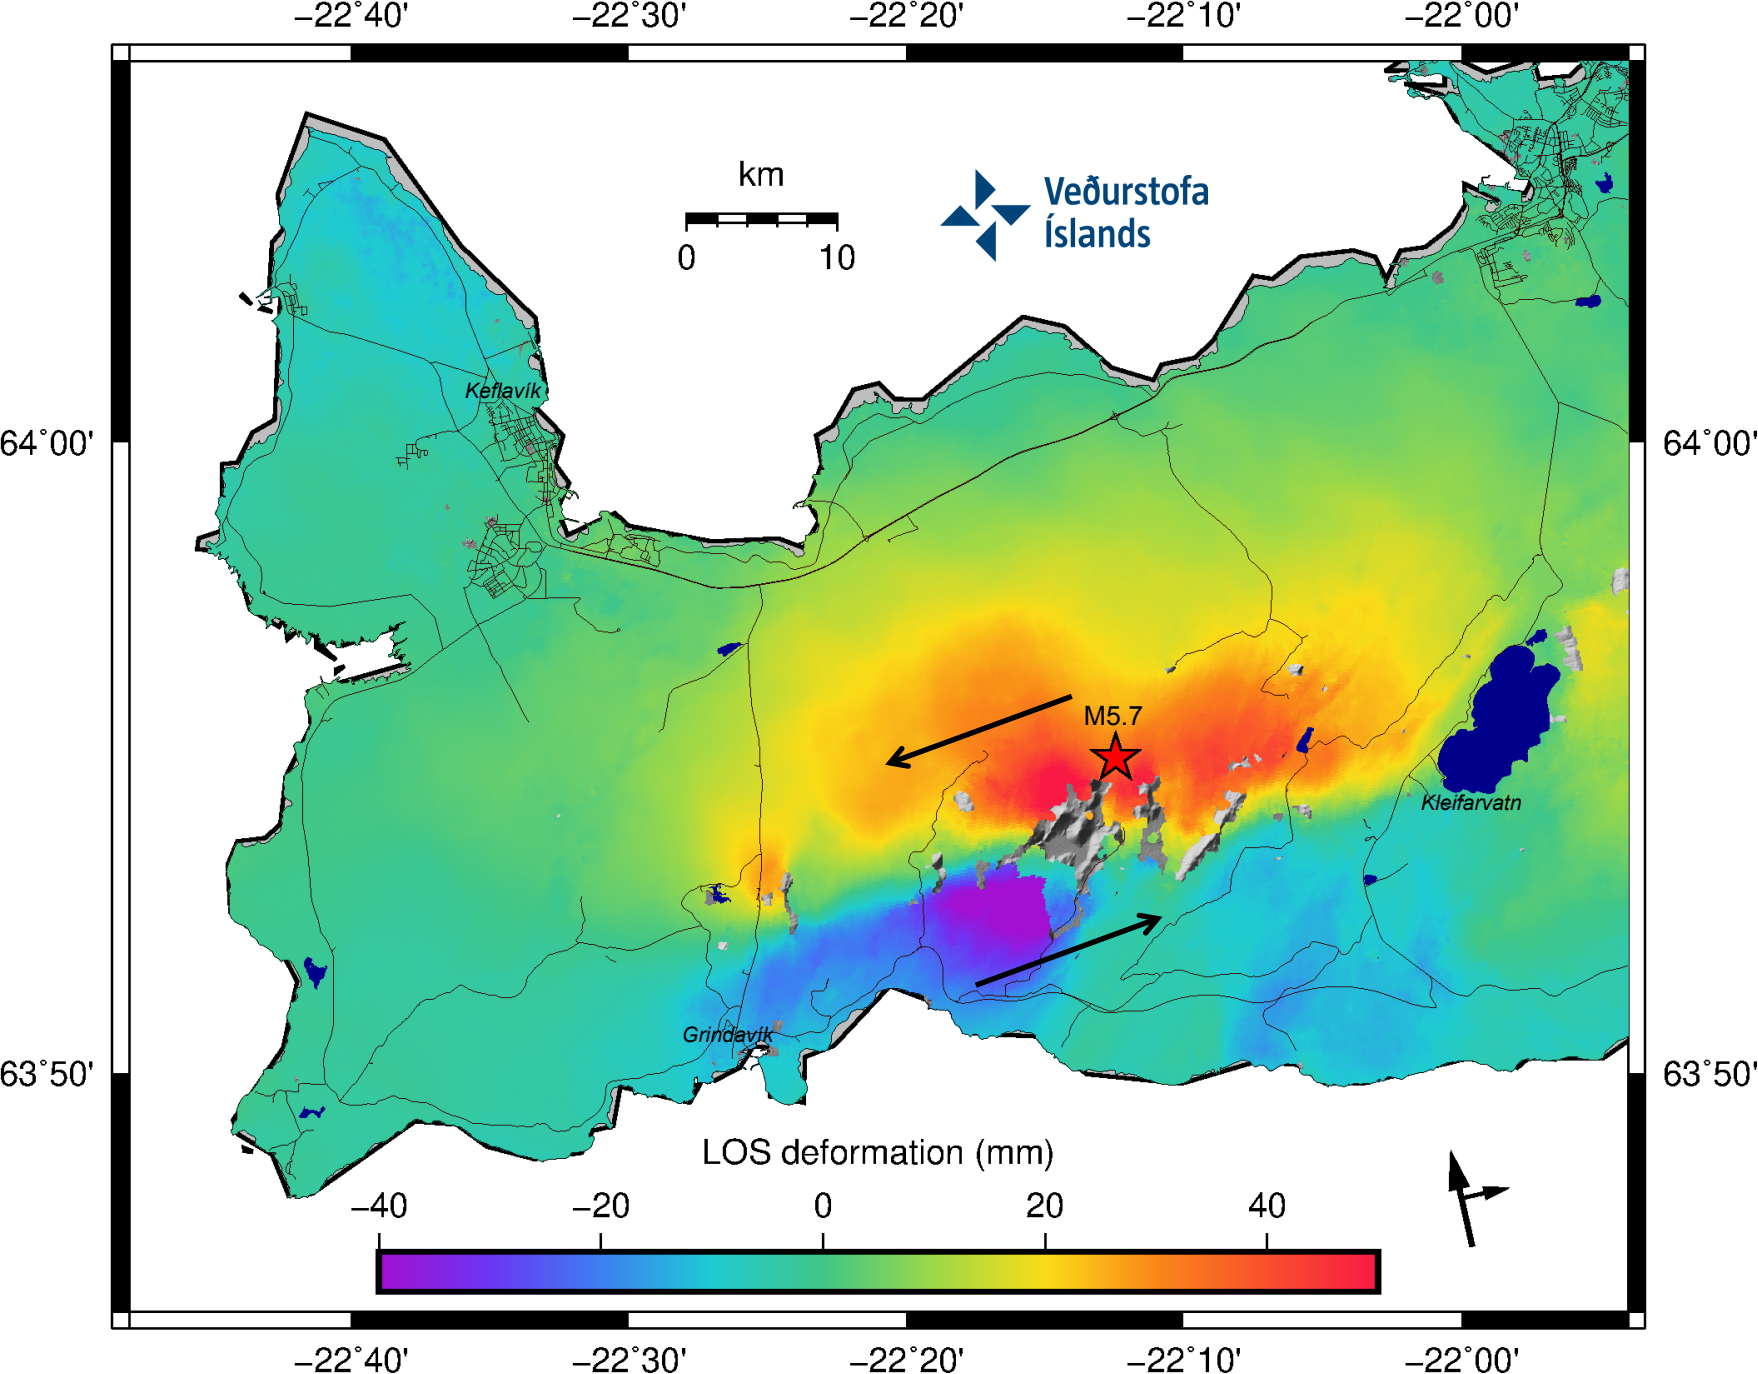 −22˚40' −22˚30' −22˚20' −22˚10' −22˚00'
km
0 10
Veðurstofa
Íslands
Keflavík
64˚00' 64˚00'
M5.7
Kleifarvatn
Grindavík
63˚50' 63˚50'
LOS deformation (mm)
−40 −20 0 20 40
−22˚40' −22˚30' −22˚20' −22˚10' −22˚00'